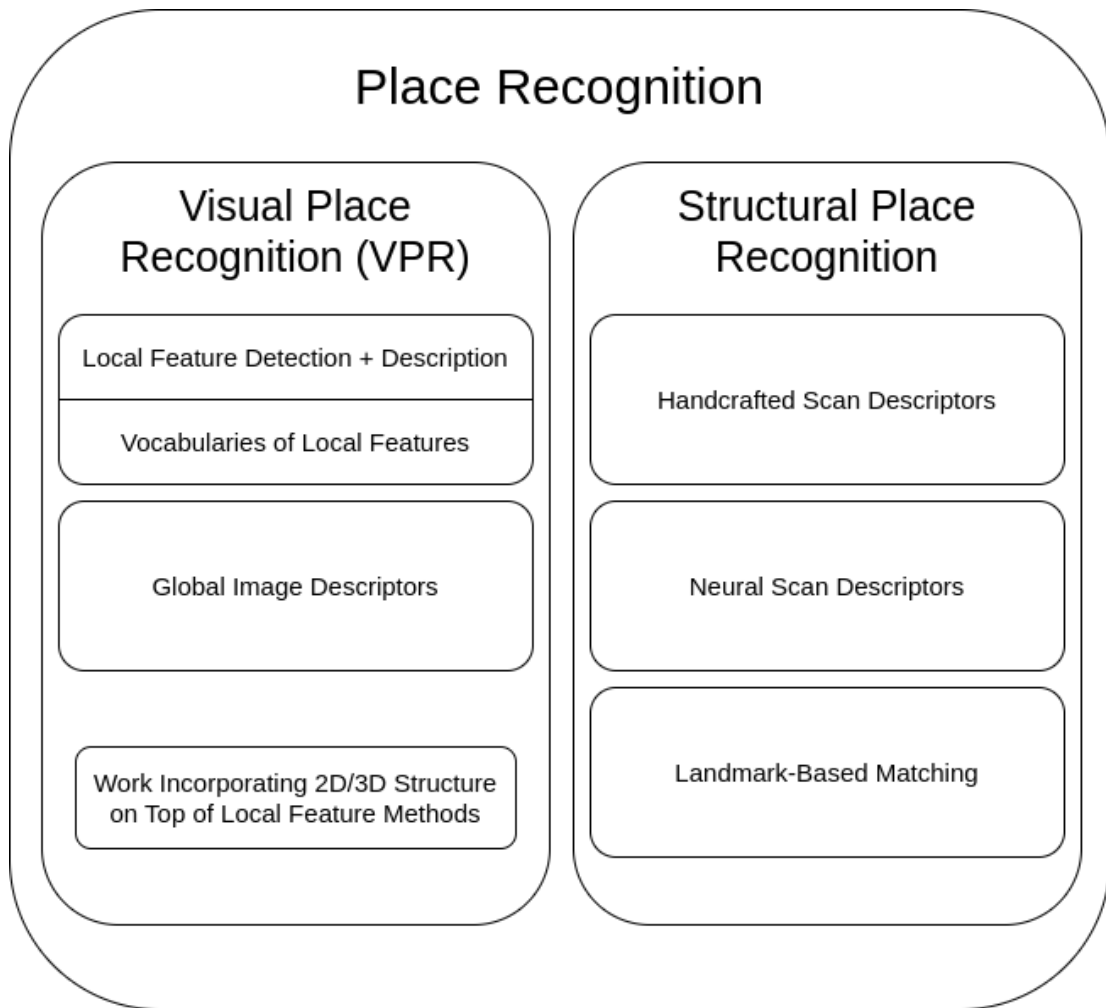 Place Recognition
Visual Place
Recognition (VPR)
Local Feature Detection + Description
Vocabularies of Local Features
Global Image Descriptors
Work Incorporating 2D/3D Structure
on Top of Local Feature Methods
Structural Place
Recognition
Handcrafted Scan Descriptors
Neural Scan Descriptors
Landmark-Based Matching